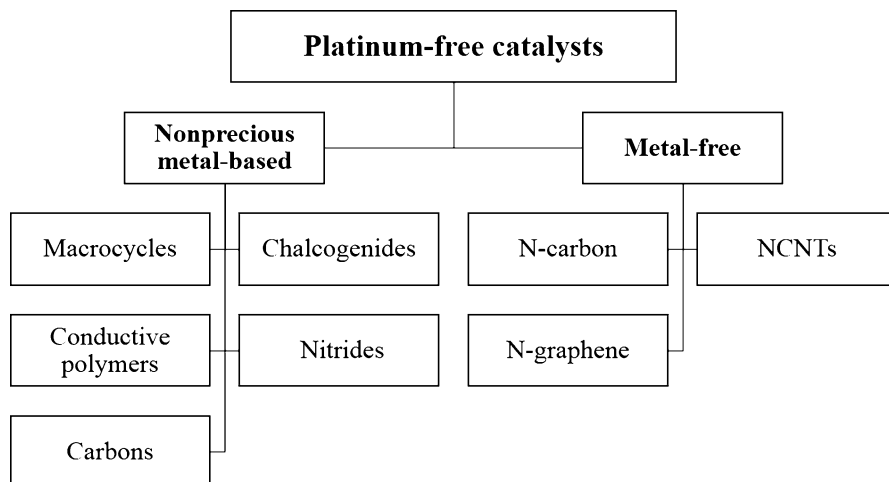 Platinum-free catalysts
Nonprecious
metal-based
Metal-free
Macrocycles
Chalcogenides
N-carbon
NCNTs
Conductive
polymers
Nitrides
N-graphene
Carbons